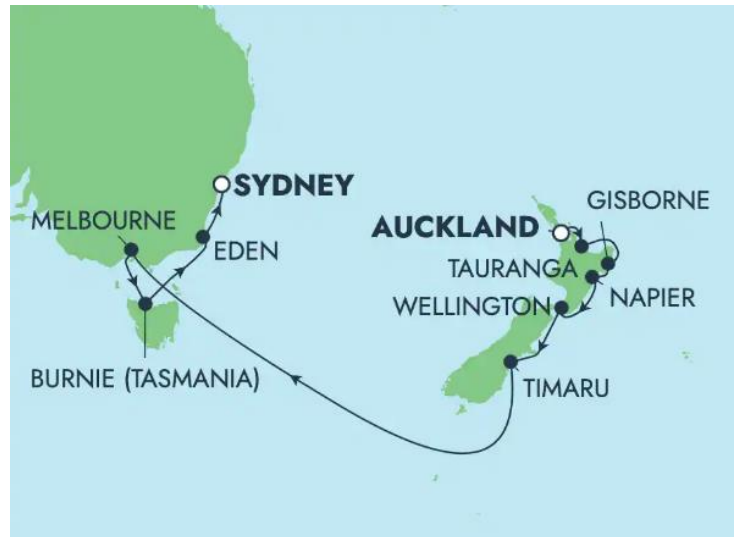 SYDNEY
GISBORNE
MELBOURNE
AUCKLAND
EDEN
TAURANGA
NAPIER
WELLINGTON
BURNIE (TASMANIA)
TIMARU